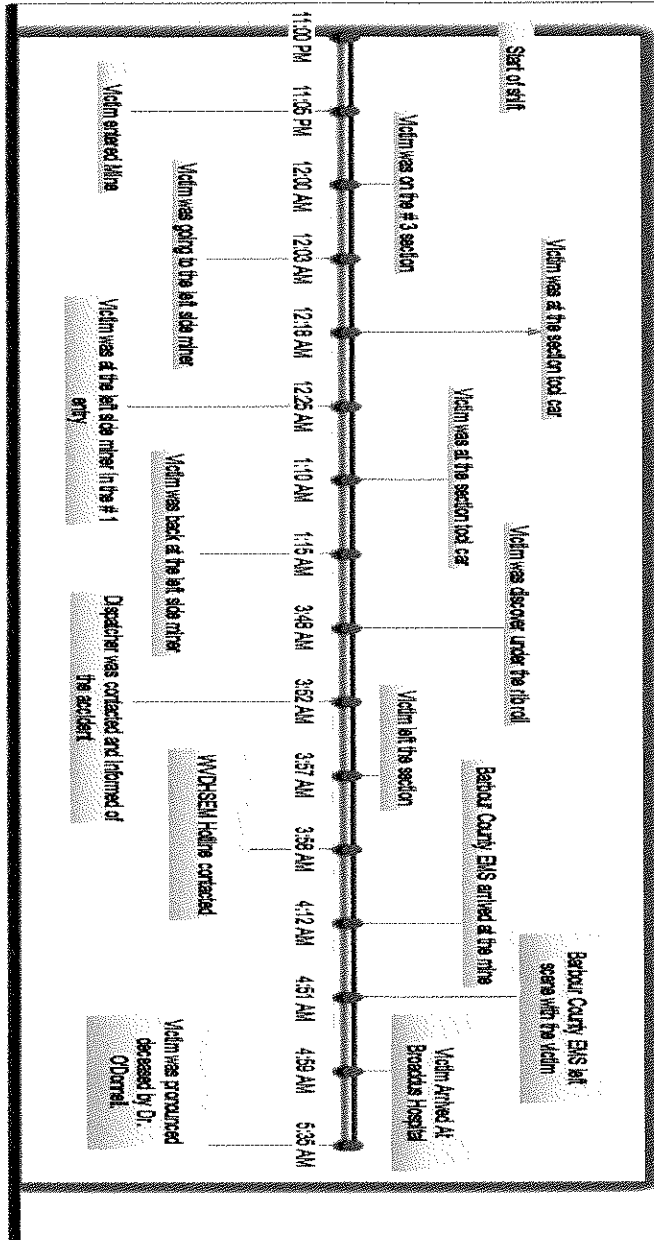 Start of shift
Victim was on the # 3 section
Victim was at the section tool car
Victim was at the section tool car
Victim was discover under the rib roll
Victim left the section
Barbour County EMS arrived at the mine
Barbour County EMS left
scene with the victim
Victim Arrived At
Broaddus Hospital
11:00 PM
11:05 PM
12:00 AM
12:03 AM
12:18 AM
12:25 AM
1:10 AM
1:15 AM
3:48 AM
3:52 AM
3:57 AM
3:58 AM
4:12 AM
4:51 AM
4:59 AM
5:35 AM
Victim entered Mine
Victim was going to the left side miner
Victim was at the left side miner in the # 1
entry
Victim was back at the left side miner
Dispatcher was contacted and informed of
the accident
WVDHSEM Hotline contacted
Victim was pronounced
deceased by Dr.
O'Donnell.